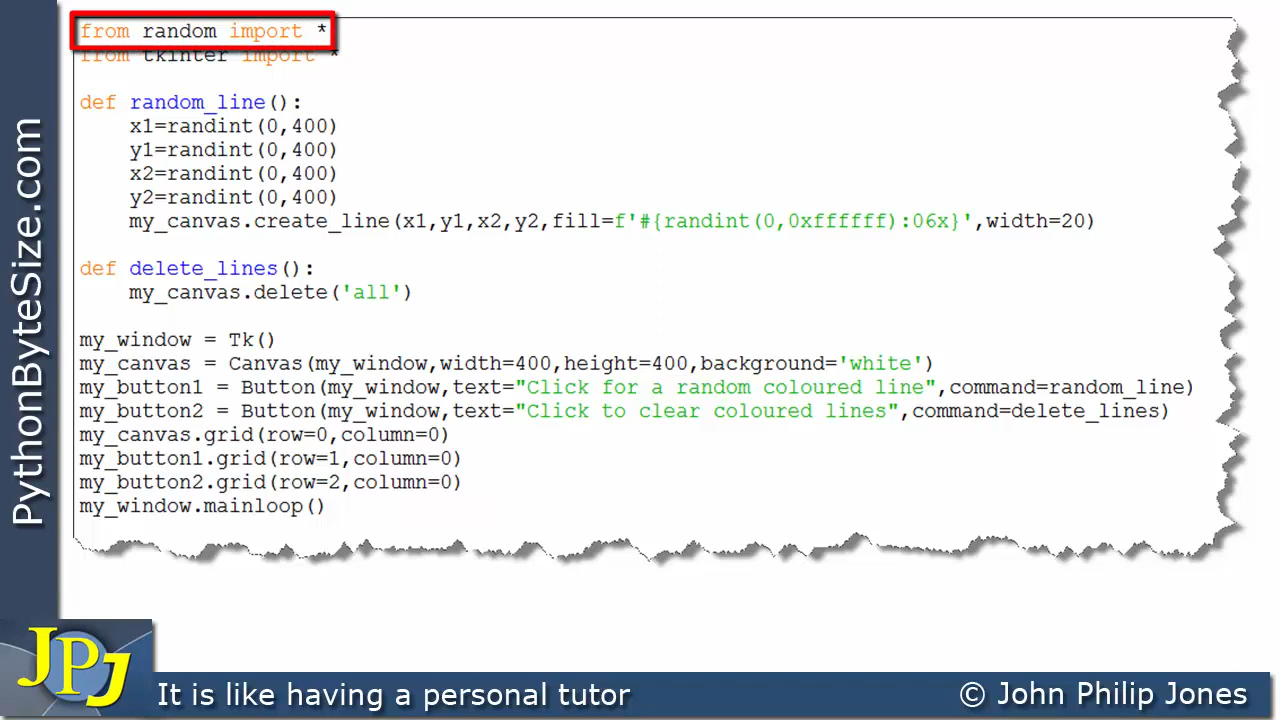 PythonByteSize.com
from random import *
from tkinter import *
def random_line():
    x1=randint(0,400)
    y1=randint(0,400)
    x2=randint(0,400)
    y2=randint(0,400)
    my_canvas.create_line(x1,y1,x2,y2,fill=f'#{randint(0,0xffffff):06x}',width=20)
def delete_lines():
    my_canvas.delete('all')
my_window = Tk()
my_canvas = Canvas(my_window,width=400,height=400,background='white')
my_button1 = Button(my_window,text="Click for a random coloured line",command=random_line)
my_button2 = Button(my_window,text="Click to clear coloured lines",command=delete_lines)
my_canvas.grid(row=0,column=0)
my_button1.grid(row=1,column=0)
my_button2.grid(row=2,column=0)
my_window.mainloop()
JPJ
It is like having a personal tutor
© John Philip Jones